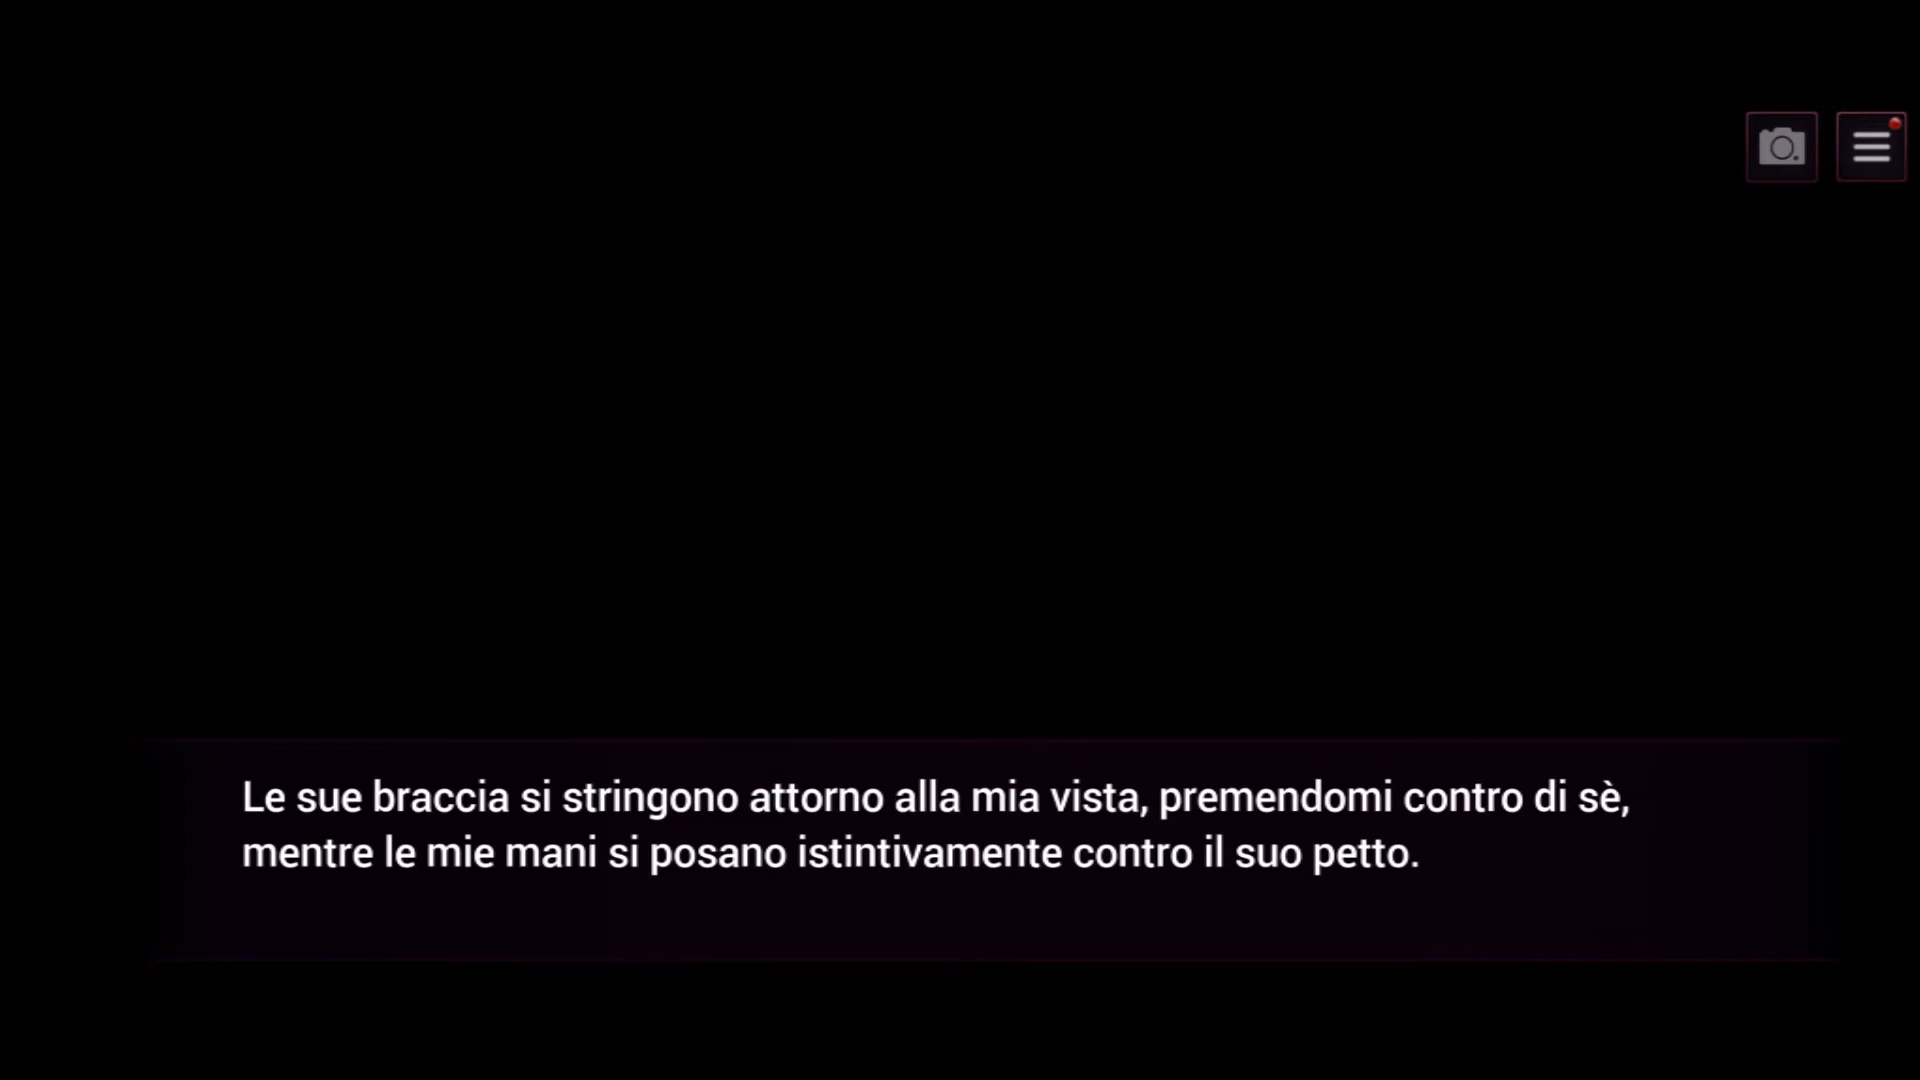 Le sue braccia si stringono attorno alla mia vista, premendomi contro di sè,
mentre le mie mani si posano istintivamente contro il suo petto.